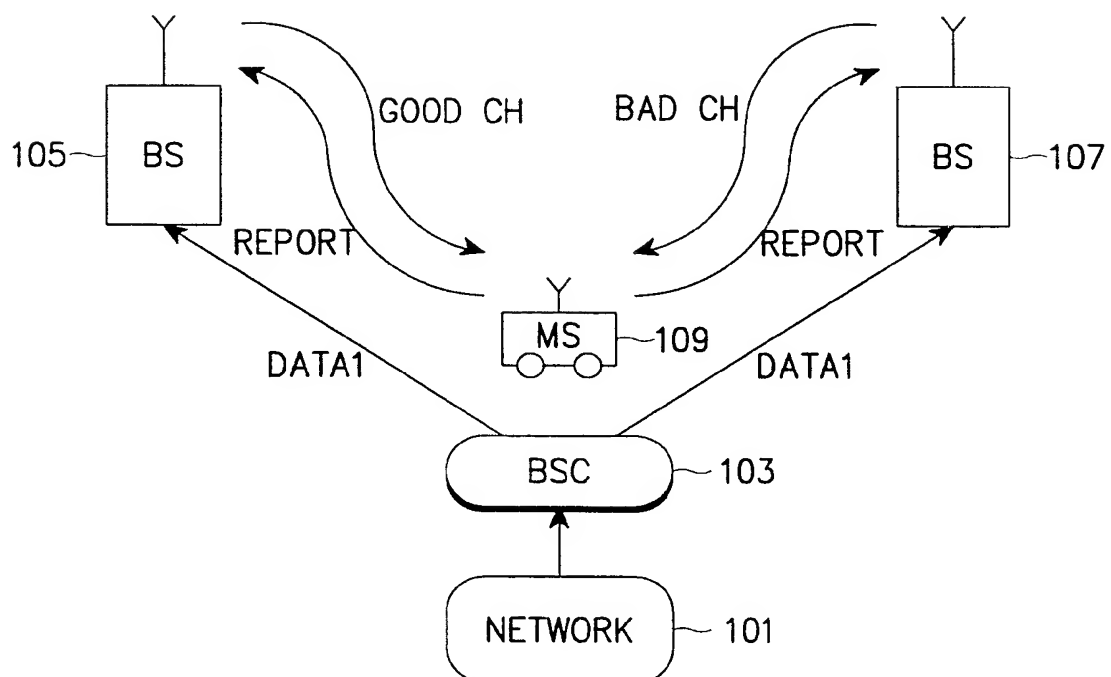 GOOD CH
BAD CH
105
BS
BS
107
REPORT
REPORT
MS
109
DATA1
DATA1
BSC
103
NETWORK
101